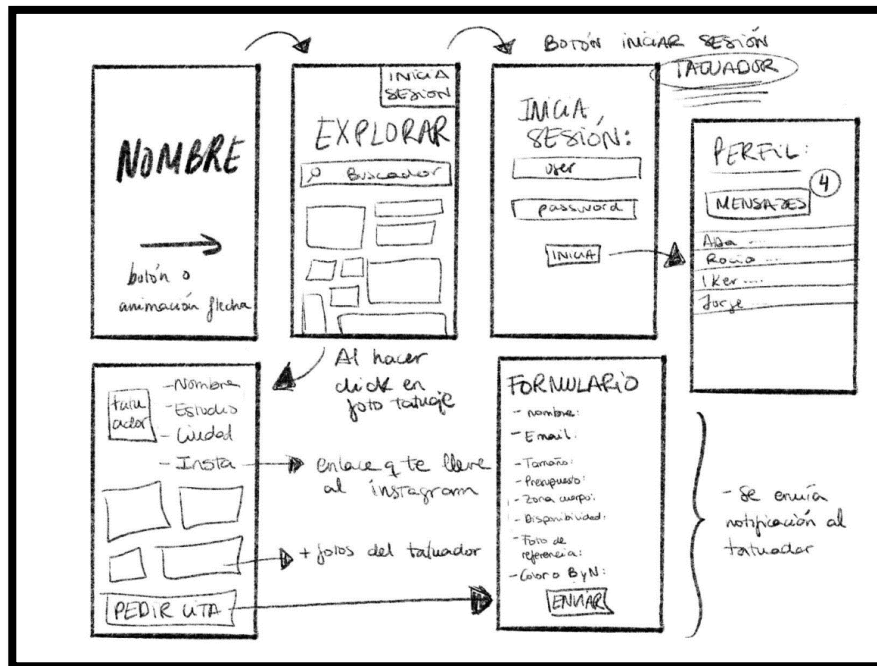 NOMBRE
botón o
animación flecha
INICIA
SESIÓN
EXPLORAR
Buscador
BOTÓN INICIAR SESIÓN
TATUADOR
INICIA
SESIÓN:
user
password
INICIA
PERFIL:
MENSAJES
4
Ada ...
Rocio ...
Iker ....
Jorge ...
Al hacer
click en
foto tatuaje
tatu
ador
- Nombre
- Estudio
- Ciudad
- Insta
enlace q te lleve
al instagram
+ fotos del tatuador
PEDIR CITA
FORMULARIO
- nombre:
- Email:
- Tamaño:
- Presupuesto:
- Zona cuerpo:
- Disponibilidad:
- Foto de
referencia:
- Color o ByN:
ENVIAR
- Se envía
notificación al
tatuador